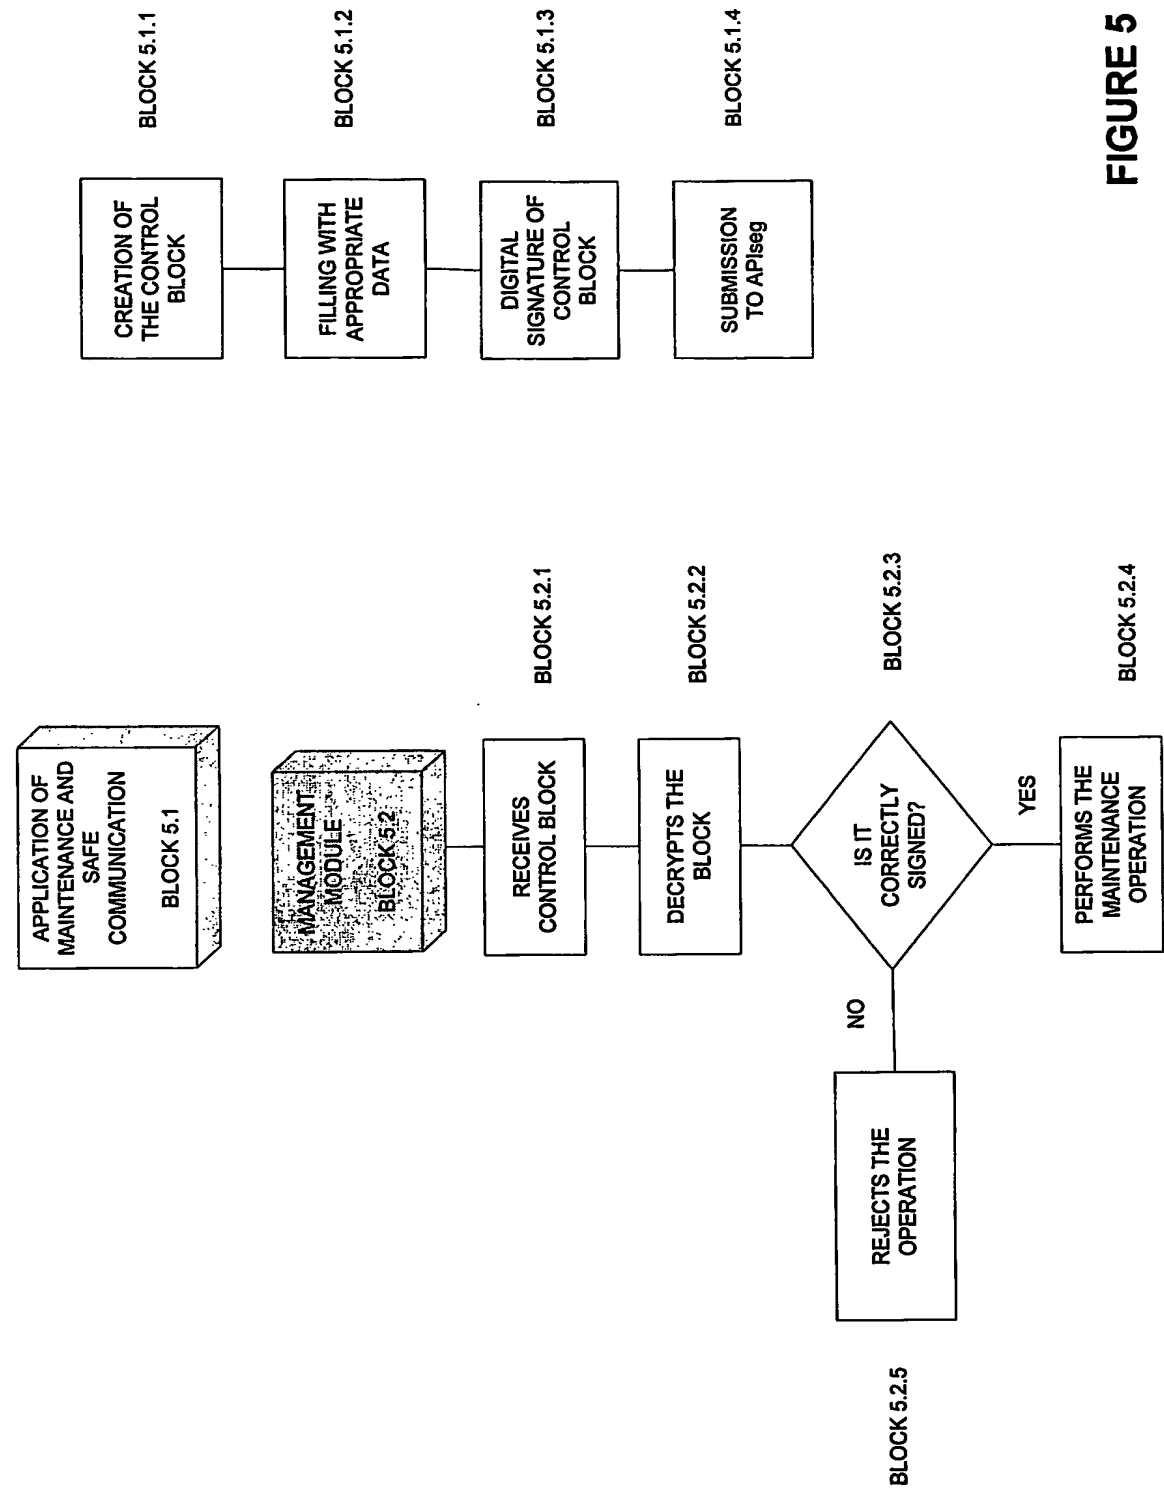 APPLICATION OF
MAINTENANCE AND
SAFE
COMMUNICATION
BLOCK 5.1
MANAGEMENT
MODULE
BLOCK 5.2
RECEIVES
CONTROL BLOCK
BLOCK 5.2.1
DECRYPTS THE
BLOCK
BLOCK 5.2.2
IS IT
CORRECTLY
SIGNED?
BLOCK 5.2.3
NO
REJECTS THE
OPERATION
BLOCK 5.2.5
YES
PERFORMS THE
MAINTENANCE
OPERATION
BLOCK 5.2.4
CREATION OF
THE CONTROL
BLOCK
BLOCK 5.1.1
FILLING WITH
APPROPRIATE
DATA
BLOCK 5.1.2
DIGITAL
SIGNATURE OF
CONTROL
BLOCK
BLOCK 5.1.3
SUBMISSION
TO APIseg
BLOCK 5.1.4
FIGURE 5